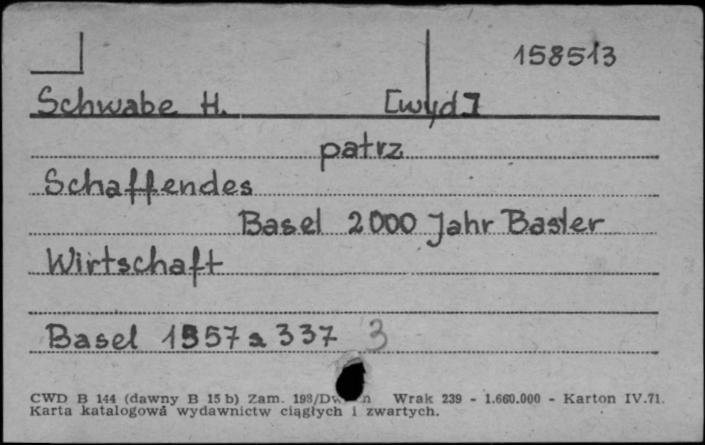 158513
Schwabe H. [wyd]
patrz
Schaffendes
Basel 2000 Jahr Basler
Wirtschaft
Basel 1957 s 337 3
CWD B 144 (dawny B 15 b) Zam. 198/Dw n Wrak 239 - 1.660.000 - Karton IV.71.
Karta katalogowa wydawnictw ciągłych i zwartych.